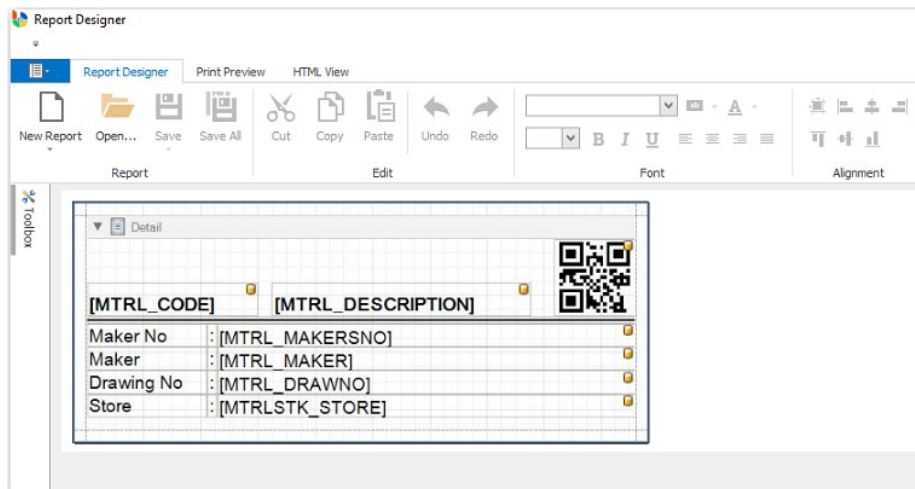 Report Designer
Report Designer Print Preview HTML View
New Report Open... Save Save All Cut Copy Paste Undo Redo
ab A
B I U
Report Edit Font Alignment
Toolbox
Detail
[MTRL_CODE] [MTRL_DESCRIPTION]
Maker No : [MTRL_MAKERSNO]
Maker : [MTRL_MAKER]
Drawing No : [MTRL_DRAWNO]
Store : [MTRLSTK_STORE]